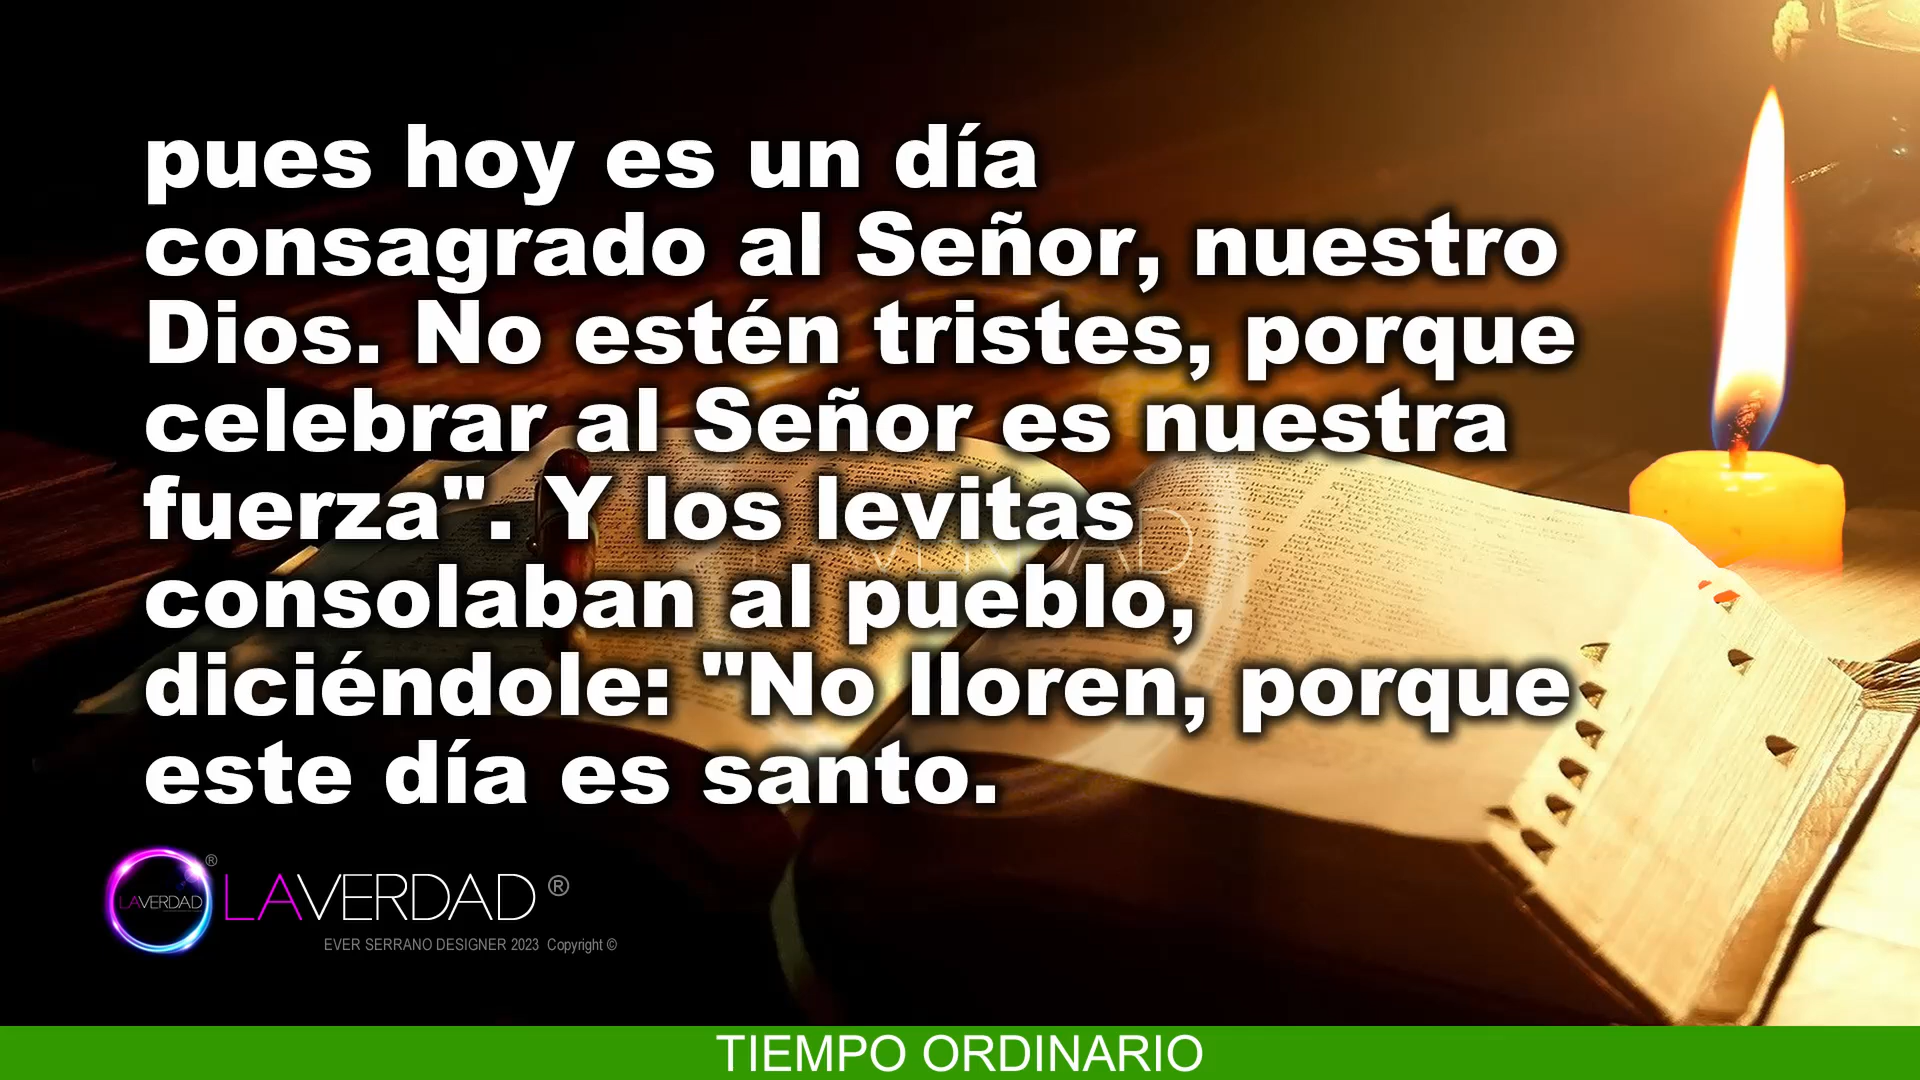 pues hoy es un día
consagrado al Señor, nuestro
Dios. No estén tristes, porque
celebrar al Señor es nuestra
fuerza". Y los levitas
consolaban al pueblo,
diciéndole: "No lloren, porque
este día es santo.
LAVERDAD ®
LAVERDAD ®
EVER SERRANO DESIGNER 2023 Copyright ©
TIEMPO ORDINARIO